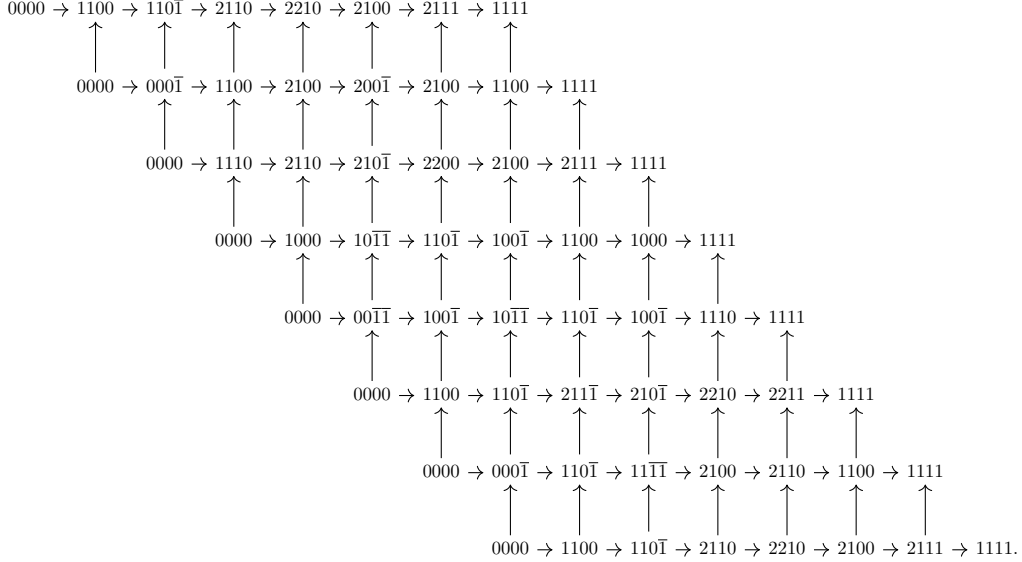 0000 → 1100 → 1101̅ → 2110 → 2210 → 2100 → 2111 → 1111
0000 → 0001̅ → 1100 → 2100 → 2001̅ → 2100 → 1100 → 1111
0000 → 1110 → 2110 → 2101̅ → 2200 → 2100 → 2111 → 1111
0000 → 1000 → 101̅1̅ → 1101̅ → 1001̅ → 1100 → 1000 → 1111
0000 → 001̅1̅ → 1001̅ → 101̅1̅ → 1101̅ → 1001̅ → 1110 → 1111
0000 → 1100 → 1101̅ → 2111̅ → 2101̅ → 2210 → 2211 → 1111
0000 → 0001̅ → 1101̅ → 111̅1̅ → 2100 → 2110 → 1100 → 1111
0000 → 1100 → 1101̅ → 2110 → 2210 → 2100 → 2111 → 1111.